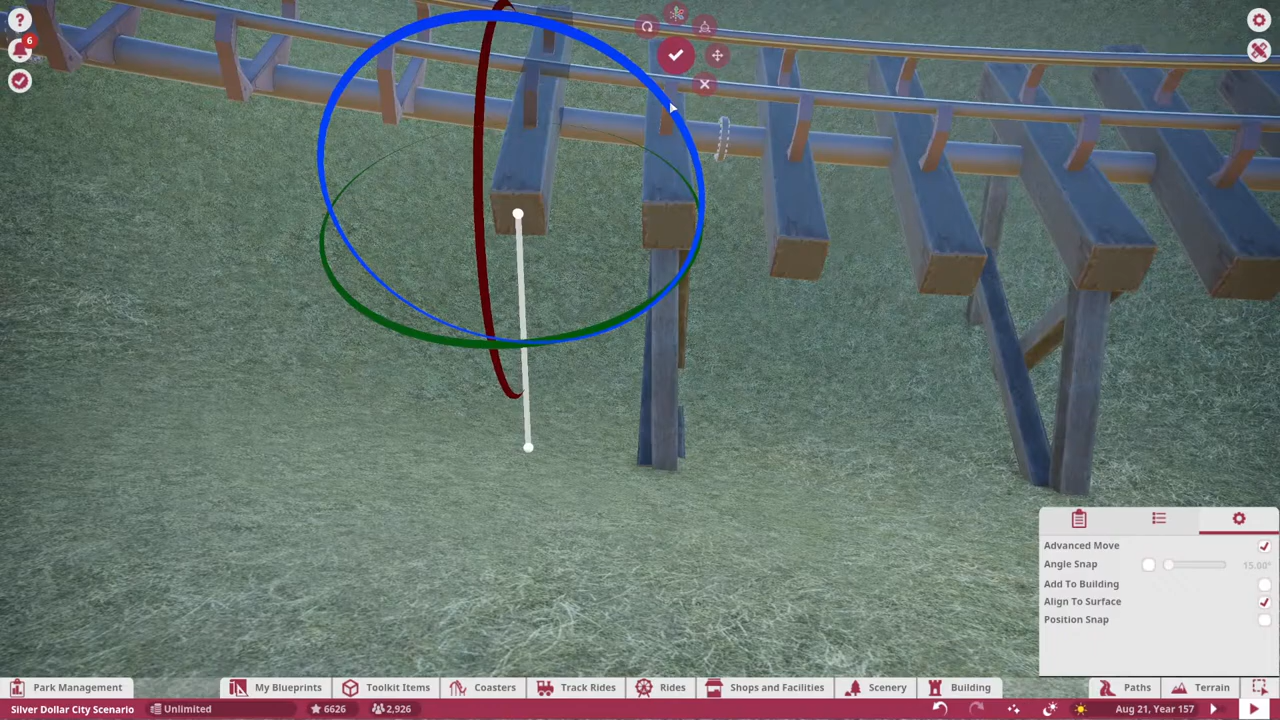 ?
6
Advanced Move
Angle Snap 15.00°
Add To Building
Align To Surface
Position Snap
Park Management
My Blueprints
Toolkit Items
Coasters
Track Rides
Rides
Shops and Facilities
Scenery
Building
Paths
Terrain
Silver Dollar City Scenario
Unlimited
6626
2,926
Aug 21, Year 157